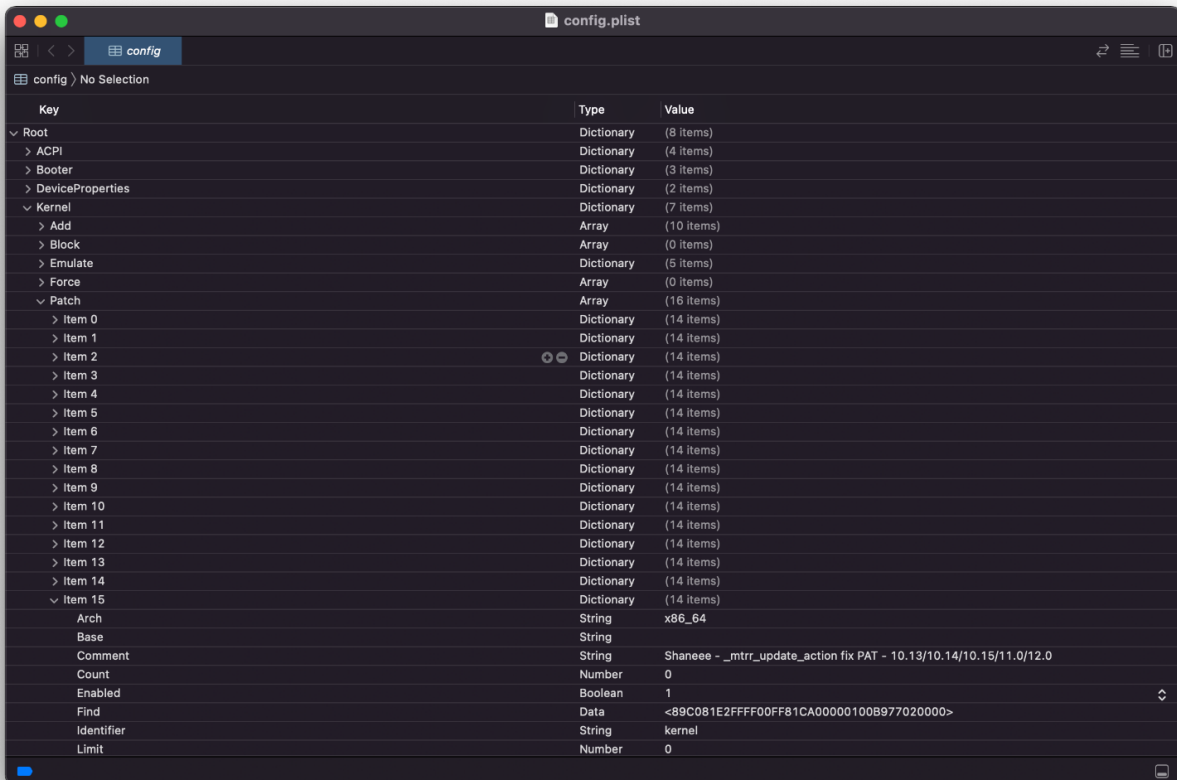 config.plist
config
config No Selection
Key Type Value
Root Dictionary (8 items)
ACPI Dictionary (4 items)
Booter Dictionary (3 items)
DeviceProperties Dictionary (2 items)
Kernel Dictionary (7 items)
Add Array (10 items)
Block Array (0 items)
Emulate Dictionary (5 items)
Force Array (0 items)
Patch Array (16 items)
Item 0 Dictionary (14 items)
Item 1 Dictionary (14 items)
Item 2 Dictionary (14 items)
Item 3 Dictionary (14 items)
Item 4 Dictionary (14 items)
Item 5 Dictionary (14 items)
Item 6 Dictionary (14 items)
Item 7 Dictionary (14 items)
Item 8 Dictionary (14 items)
Item 9 Dictionary (14 items)
Item 10 Dictionary (14 items)
Item 11 Dictionary (14 items)
Item 12 Dictionary (14 items)
Item 13 Dictionary (14 items)
Item 14 Dictionary (14 items)
Item 15 Dictionary (14 items)
Arch String x86_64
Base String
Comment String Shaneee - _mtrr_update_action fix PAT - 10.13/10.14/10.15/11.0/12.0
Count Number 0
Enabled Boolean 1
Find Data <89C081E2FFFF00FF81CA00000100B977020000>
Identifier String kernel
Limit Number 0